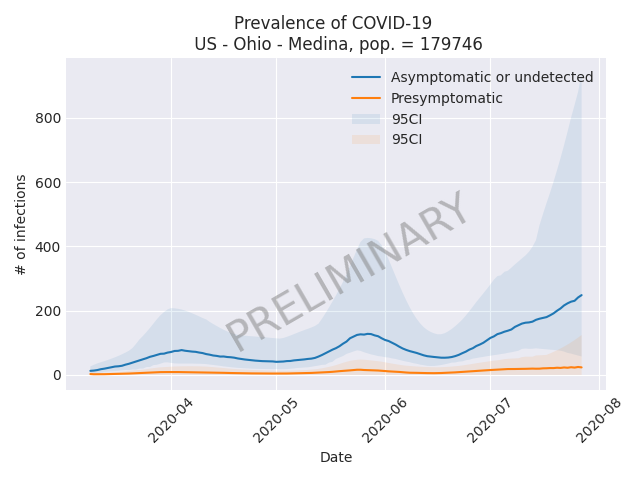 Prevalence of COVID-19
US - Ohio - Medina, pop. = 179746
Asymptomatic or undetected
Presymptomatic
95CI
95CI
800
600
400
200
0
# of infections
PRELIMINARY
2020-04
2020-05
2020-06
2020-07
2020-08
Date